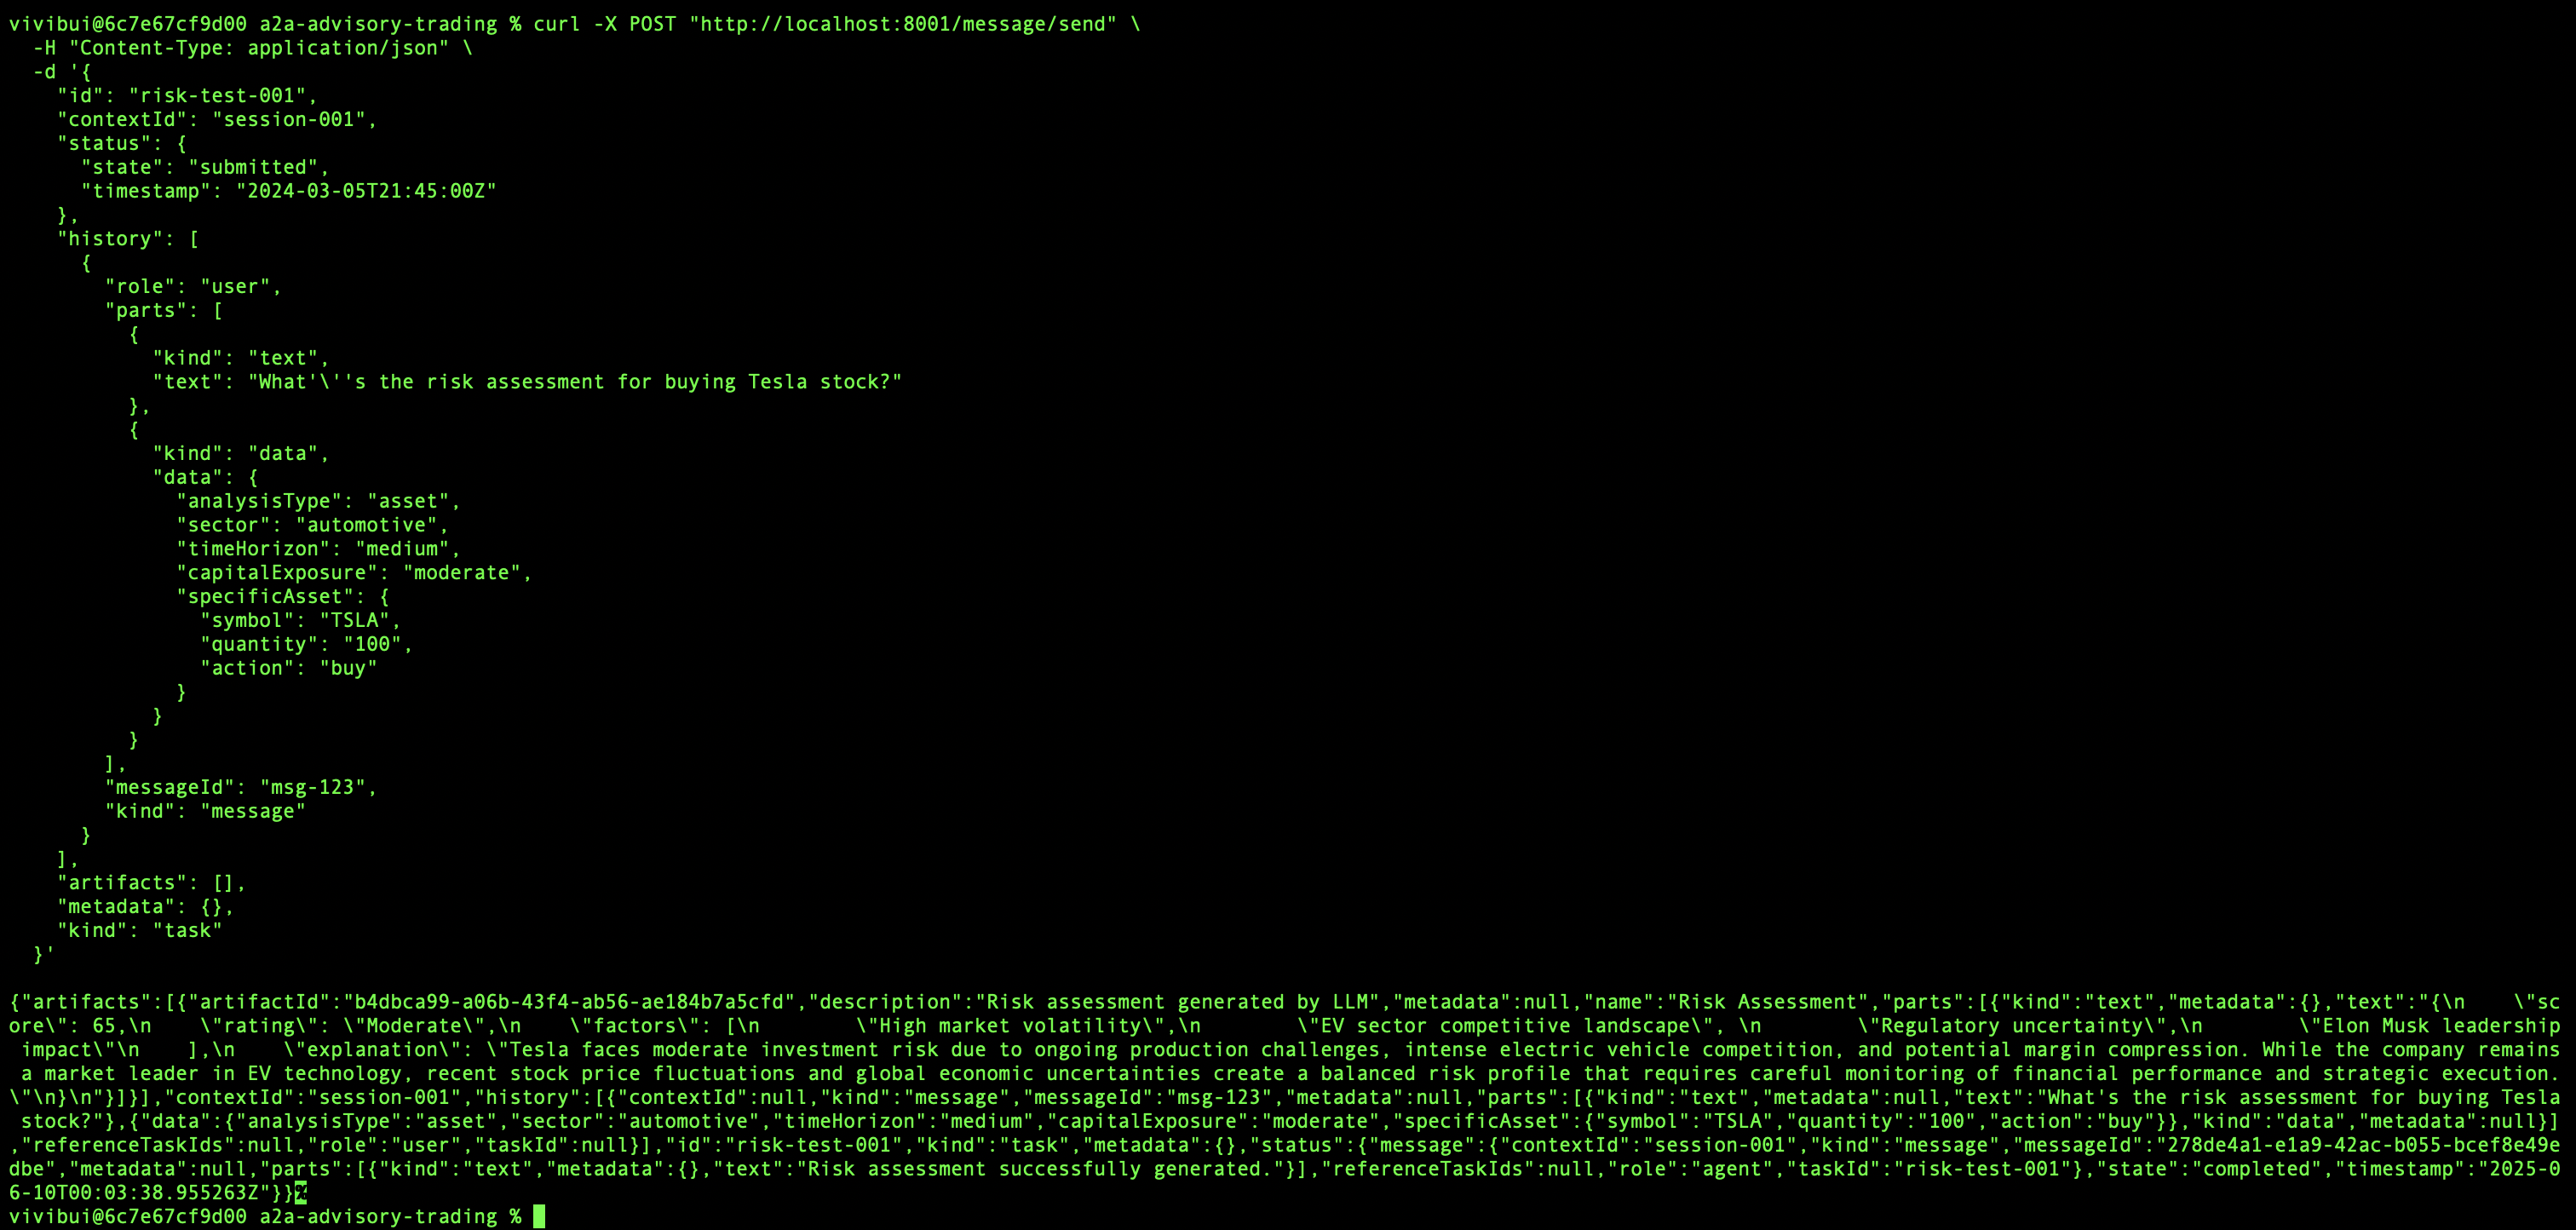 vivibui@6c7e67cf9d00 a2a-advisory-trading % curl -X POST "http://localhost:8001/message/send" \
  -H "Content-Type: application/json" \
  -d '{
    "id": "risk-test-001",
    "contextId": "session-001",
    "status": {
      "state": "submitted",
      "timestamp": "2024-03-05T21:45:00Z"
    },
    "history": [
      {
        "role": "user",
        "parts": [
          {
            "kind": "text",
            "text": "What'\''s the risk assessment for buying Tesla stock?"
          },
          {
            "kind": "data",
            "data": {
              "analysisType": "asset",
              "sector": "automotive",
              "timeHorizon": "medium",
              "capitalExposure": "moderate",
              "specificAsset": {
                "symbol": "TSLA",
                "quantity": "100",
                "action": "buy"
              }
            }
          }
        ],
        "messageId": "msg-123",
        "kind": "message"
      }
    ],
    "artifacts": [],
    "metadata": {},
    "kind": "task"
  }'

{"artifacts":[{"artifactId":"b4dbca99-a06b-43f4-ab56-ae184b7a5cfd","description":"Risk assessment generated by LLM","metadata":null,"name":"Risk Assessment","parts":[{"kind":"text","metadata":{},"text":"{\n    \"sc
ore\": 65,\n    \"rating\": \"Moderate\",\n    \"factors\": [\n        \"High market volatility\",\n        \"EV sector competitive landscape\", \n        \"Regulatory uncertainty\",\n        \"Elon Musk leadership
 impact\"\n    ],\n    \"explanation\": \"Tesla faces moderate investment risk due to ongoing production challenges, intense electric vehicle competition, and potential margin compression. While the company remains
 a market leader in EV technology, recent stock price fluctuations and global economic uncertainties create a balanced risk profile that requires careful monitoring of financial performance and strategic execution.
\"\n}\n"}]}],"contextId":"session-001","history":[{"contextId":null,"kind":"message","messageId":"msg-123","metadata":null,"parts":[{"kind":"text","metadata":null,"text":"What's the risk assessment for buying Tesla
 stock?"},{"data":{"analysisType":"asset","sector":"automotive","timeHorizon":"medium","capitalExposure":"moderate","specificAsset":{"symbol":"TSLA","quantity":"100","action":"buy"}},"kind":"data","metadata":null}]
,"referenceTaskIds":null,"role":"user","taskId":null}],"id":"risk-test-001","kind":"task","metadata":{},"status":{"message":{"contextId":"session-001","kind":"message","messageId":"278de4a1-e1a9-42ac-b055-bcef8e49e
dbe","metadata":null,"parts":[{"kind":"text","metadata":{},"text":"Risk assessment successfully generated."}],"referenceTaskIds":null,"role":"agent","taskId":"risk-test-001"},"state":"completed","timestamp":"2025-0
6-10T00:03:38.955263Z"}}%
vivibui@6c7e67cf9d00 a2a-advisory-trading %